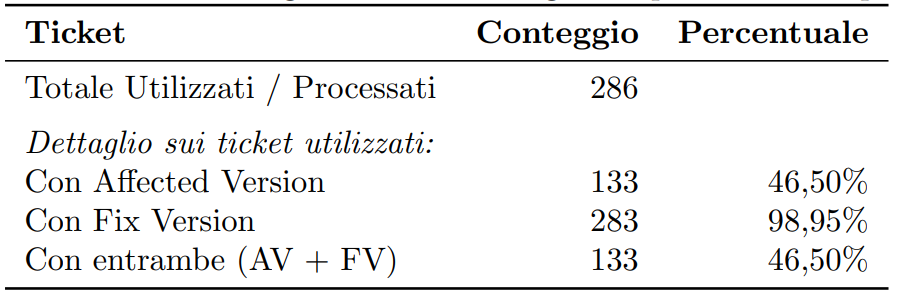 Ticket Conteggio Percentuale
Totale Utilizzati / Processati 286
Dettaglio sui ticket utilizzati:
Con Affected Version 133 46,50%
Con Fix Version 283 98,95%
Con entrambe (AV + FV) 133 46,50%